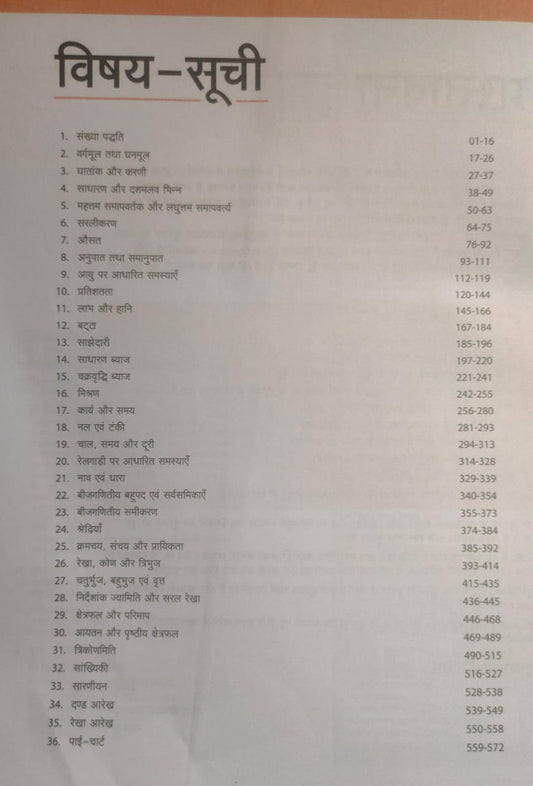 विषय-सूची
1. संख्या पद्धति 01-16
2. वर्गमूल तथा घनमूल 17-26
3. घातांक और करणी 27-37
4. साधारण और दशमलव भिन्न 38-49
5. महत्तम समापवर्तक और लघुत्तम समापवर्त्य 50-63
6. सरलीकरण 64-75
7. औसत 76-92
8. अनुपात तथा समानुपात 93-111
9. आयु पर आधारित समस्याएँ 112-119
10. प्रतिशतता 120-144
11. लाभ और हानि 145-166
12. बट्टा 167-184
13. साझेदारी 185-196
14. साधारण ब्याज 197-220
15. चक्रवृद्धि ब्याज 221-241
16. मिश्रण 242-255
17. कार्य और समय 256-280
18. नल एवं टंकी 281-293
19. चाल, समय और दूरी 294-313
20. रेलगाड़ी पर आधारित समस्याएँ 314-328
21. नाव एवं धारा 329-339
22. बीजगणितीय बहुपद एवं सर्वसमिकाएँ 340-354
23. बीजगणितीय समीकरण 355-373
24. श्रेढ़ियाँ 374-384
25. क्रमचय, संचय और प्रायिकता 385-392
26. रेखा, कोण और त्रिभुज 393-414
27. चतुर्भुज, बहुभुज एवं वृत्त 415-435
28. निर्देशांक ज्यामिति और सरल रेखा 436-445
29. क्षेत्रफल और परिमाप 446-468
30. आयतन और पृष्ठीय क्षेत्रफल 469-489
31. त्रिकोणमिति 490-515
32. सांख्यिकी 516-527
33. सारणीयन 528-538
34. दण्ड आरेख 539-549
35. रेखा आरेख 550-558
36. पाई-चार्ट 559-572